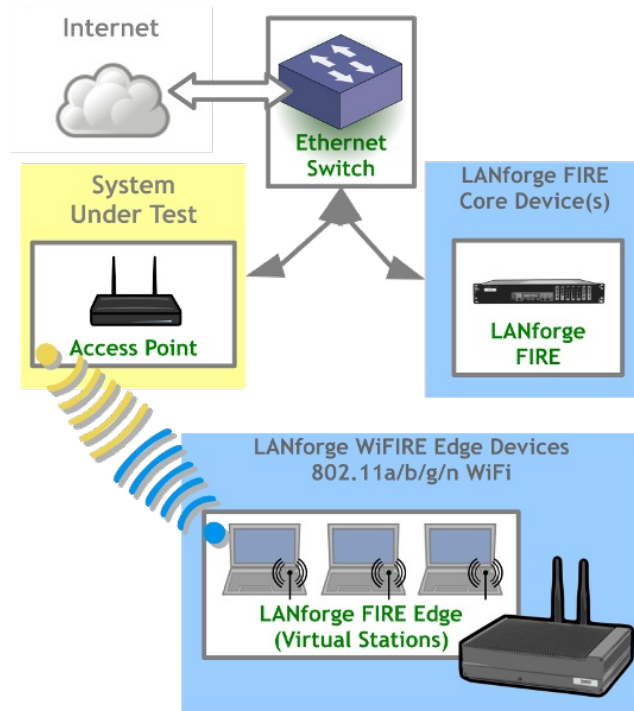 Internet
Ethernet
Switch
System
Under Test
LANforge FIRE
Core Device(s)
Access Point
LANforge
FIRE
LANforge WiFIRE Edge Devices
802.11a/b/g/n WiFi
LANforge FIRE Edge
(Virtual Stations)